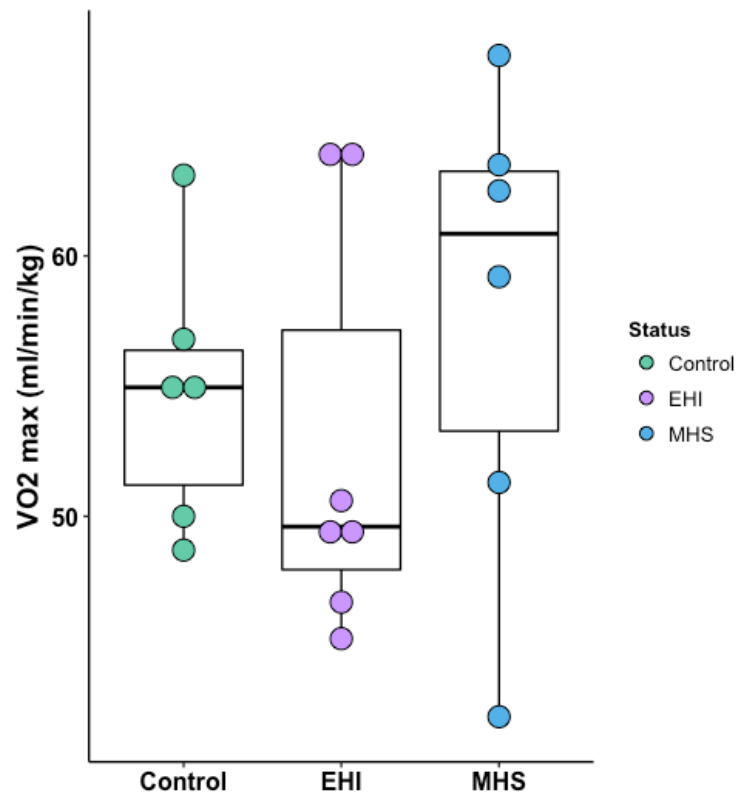 VO2 max (ml/min/kg)
60
50
Control
EHI
MHS
Status
Control
EHI
MHS